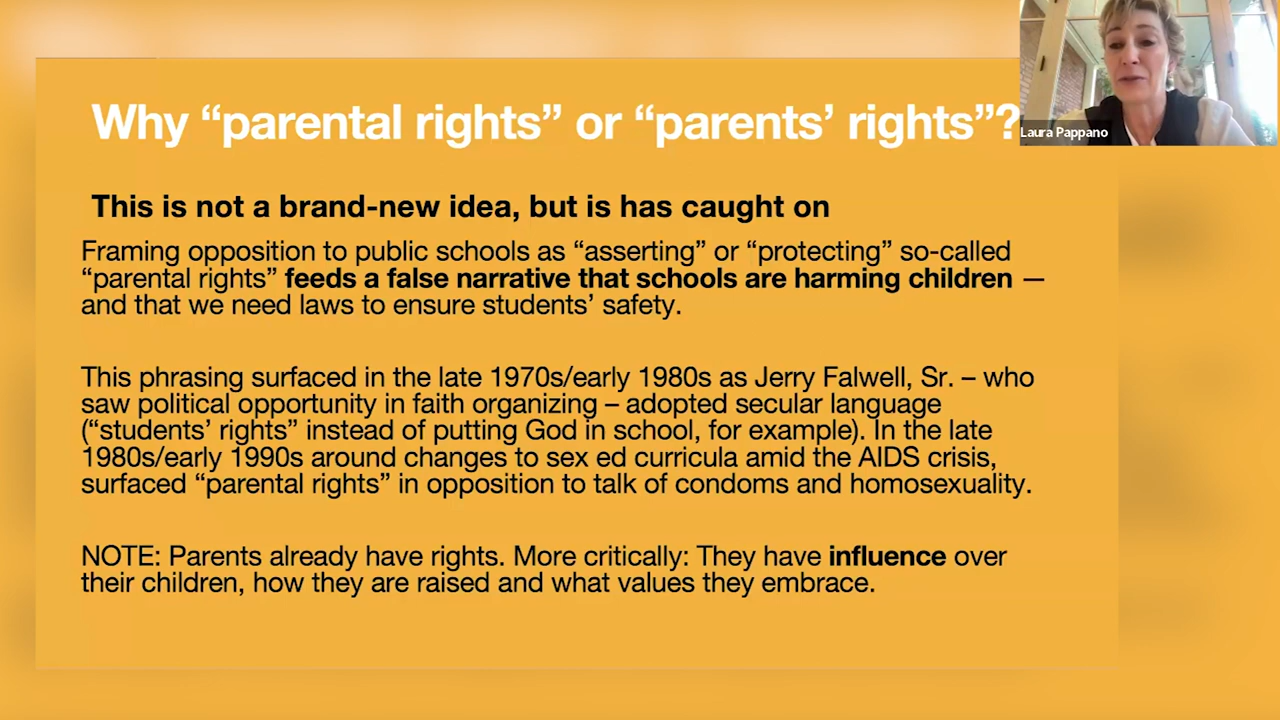 Why “parental rights” or “parents’ rights”?
Laura Pappano
This is not a brand-new idea, but is has caught on
Framing opposition to public schools as “asserting” or “protecting” so-called
“parental rights” feeds a false narrative that schools are harming children —
and that we need laws to ensure students’ safety.
This phrasing surfaced in the late 1970s/early 1980s as Jerry Falwell, Sr. – who
saw political opportunity in faith organizing – adopted secular language
(“students’ rights” instead of putting God in school, for example). In the late
1980s/early 1990s around changes to sex ed curricula amid the AIDS crisis,
surfaced “parental rights” in opposition to talk of condoms and homosexuality.
NOTE: Parents already have rights. More critically: They have influence over
their children, how they are raised and what values they embrace.